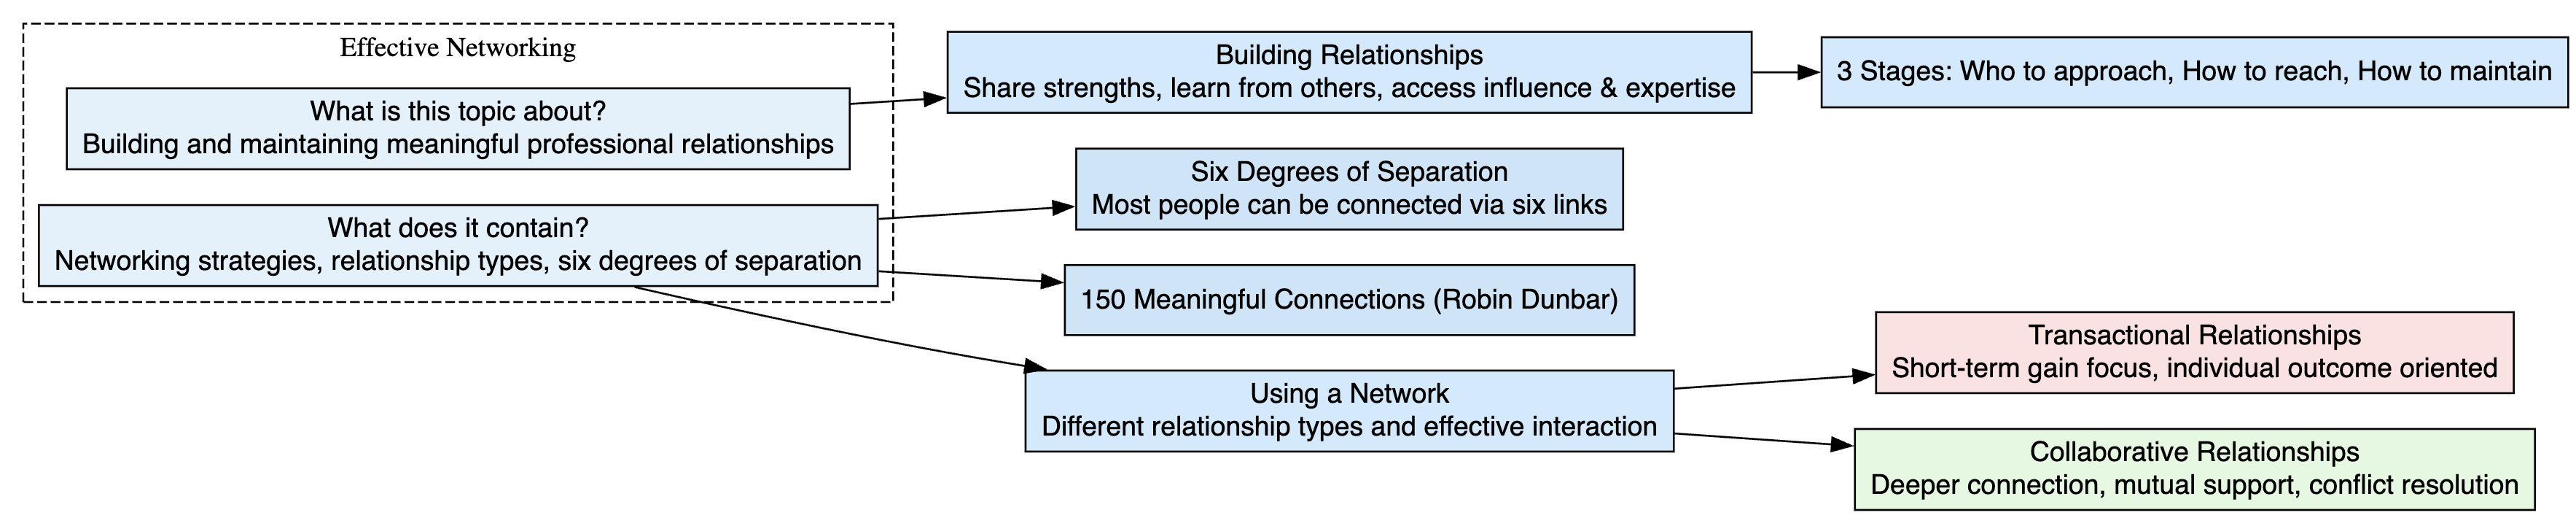 Effective Networking
What is this topic about?
Building and maintaining meaningful professional relationships
What does it contain?
Networking strategies, relationship types, six degrees of separation
Building Relationships
Share strengths, learn from others, access influence & expertise
3 Stages: Who to approach, How to reach, How to maintain
Six Degrees of Separation
Most people can be connected via six links
150 Meaningful Connections (Robin Dunbar)
Using a Network
Different relationship types and effective interaction
Transactional Relationships
Short-term gain focus, individual outcome oriented
Collaborative Relationships
Deeper connection, mutual support, conflict resolution